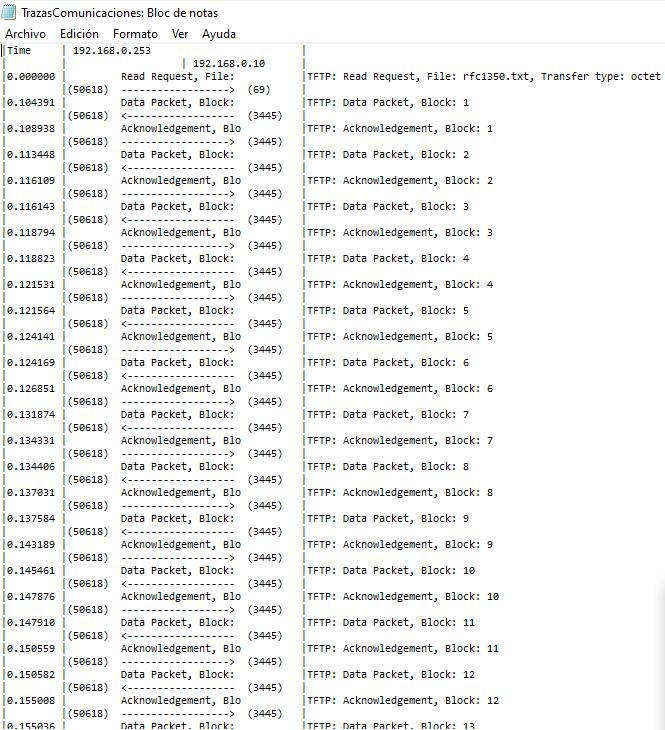 TrazasComunicaciones: Bloc de notas
Archivo Edición Formato Ver Ayuda
|Time | 192.168.0.253 |
| | 192.168.0.10 |
|0.000000 | Read Request, File: |TFTP: Read Request, File: rfc1350.txt, Transfer type: octet
| |(50618) ------------------> (69) |
|0.104391 | Data Packet, Block: |TFTP: Data Packet, Block: 1
| |(50618) <------------------ (3445) |
|0.108938 | Acknowledgement, Blo |TFTP: Acknowledgement, Block: 1
| |(50618) ------------------> (3445) |
|0.113448 | Data Packet, Block: |TFTP: Data Packet, Block: 2
| |(50618) <------------------ (3445) |
|0.116109 | Acknowledgement, Blo |TFTP: Acknowledgement, Block: 2
| |(50618) ------------------> (3445) |
|0.116143 | Data Packet, Block: |TFTP: Data Packet, Block: 3
| |(50618) <------------------ (3445) |
|0.118794 | Acknowledgement, Blo |TFTP: Acknowledgement, Block: 3
| |(50618) ------------------> (3445) |
|0.118823 | Data Packet, Block: |TFTP: Data Packet, Block: 4
| |(50618) <------------------ (3445) |
|0.121531 | Acknowledgement, Blo |TFTP: Acknowledgement, Block: 4
| |(50618) ------------------> (3445) |
|0.121564 | Data Packet, Block: |TFTP: Data Packet, Block: 5
| |(50618) <------------------ (3445) |
|0.124141 | Acknowledgement, Blo |TFTP: Acknowledgement, Block: 5
| |(50618) ------------------> (3445) |
|0.124169 | Data Packet, Block: |TFTP: Data Packet, Block: 6
| |(50618) <------------------ (3445) |
|0.126851 | Acknowledgement, Blo |TFTP: Acknowledgement, Block: 6
| |(50618) ------------------> (3445) |
|0.131874 | Data Packet, Block: |TFTP: Data Packet, Block: 7
| |(50618) <------------------ (3445) |
|0.134331 | Acknowledgement, Blo |TFTP: Acknowledgement, Block: 7
| |(50618) ------------------> (3445) |
|0.134406 | Data Packet, Block: |TFTP: Data Packet, Block: 8
| |(50618) <------------------ (3445) |
|0.137031 | Acknowledgement, Blo |TFTP: Acknowledgement, Block: 8
| |(50618) ------------------> (3445) |
|0.137584 | Data Packet, Block: |TFTP: Data Packet, Block: 9
| |(50618) <------------------ (3445) |
|0.143189 | Acknowledgement, Blo |TFTP: Acknowledgement, Block: 9
| |(50618) ------------------> (3445) |
|0.145461 | Data Packet, Block: |TFTP: Data Packet, Block: 10
| |(50618) <------------------ (3445) |
|0.147876 | Acknowledgement, Blo |TFTP: Acknowledgement, Block: 10
| |(50618) ------------------> (3445) |
|0.147910 | Data Packet, Block: |TFTP: Data Packet, Block: 11
| |(50618) <------------------ (3445) |
|0.150559 | Acknowledgement, Blo |TFTP: Acknowledgement, Block: 11
| |(50618) ------------------> (3445) |
|0.150582 | Data Packet, Block: |TFTP: Data Packet, Block: 12
| |(50618) <------------------ (3445) |
|0.155008 | Acknowledgement, Blo |TFTP: Acknowledgement, Block: 12
| |(50618) ------------------> (3445) |
|0.155036 | Data Packet, Block: |TFTP: Data Packet, Block: 13